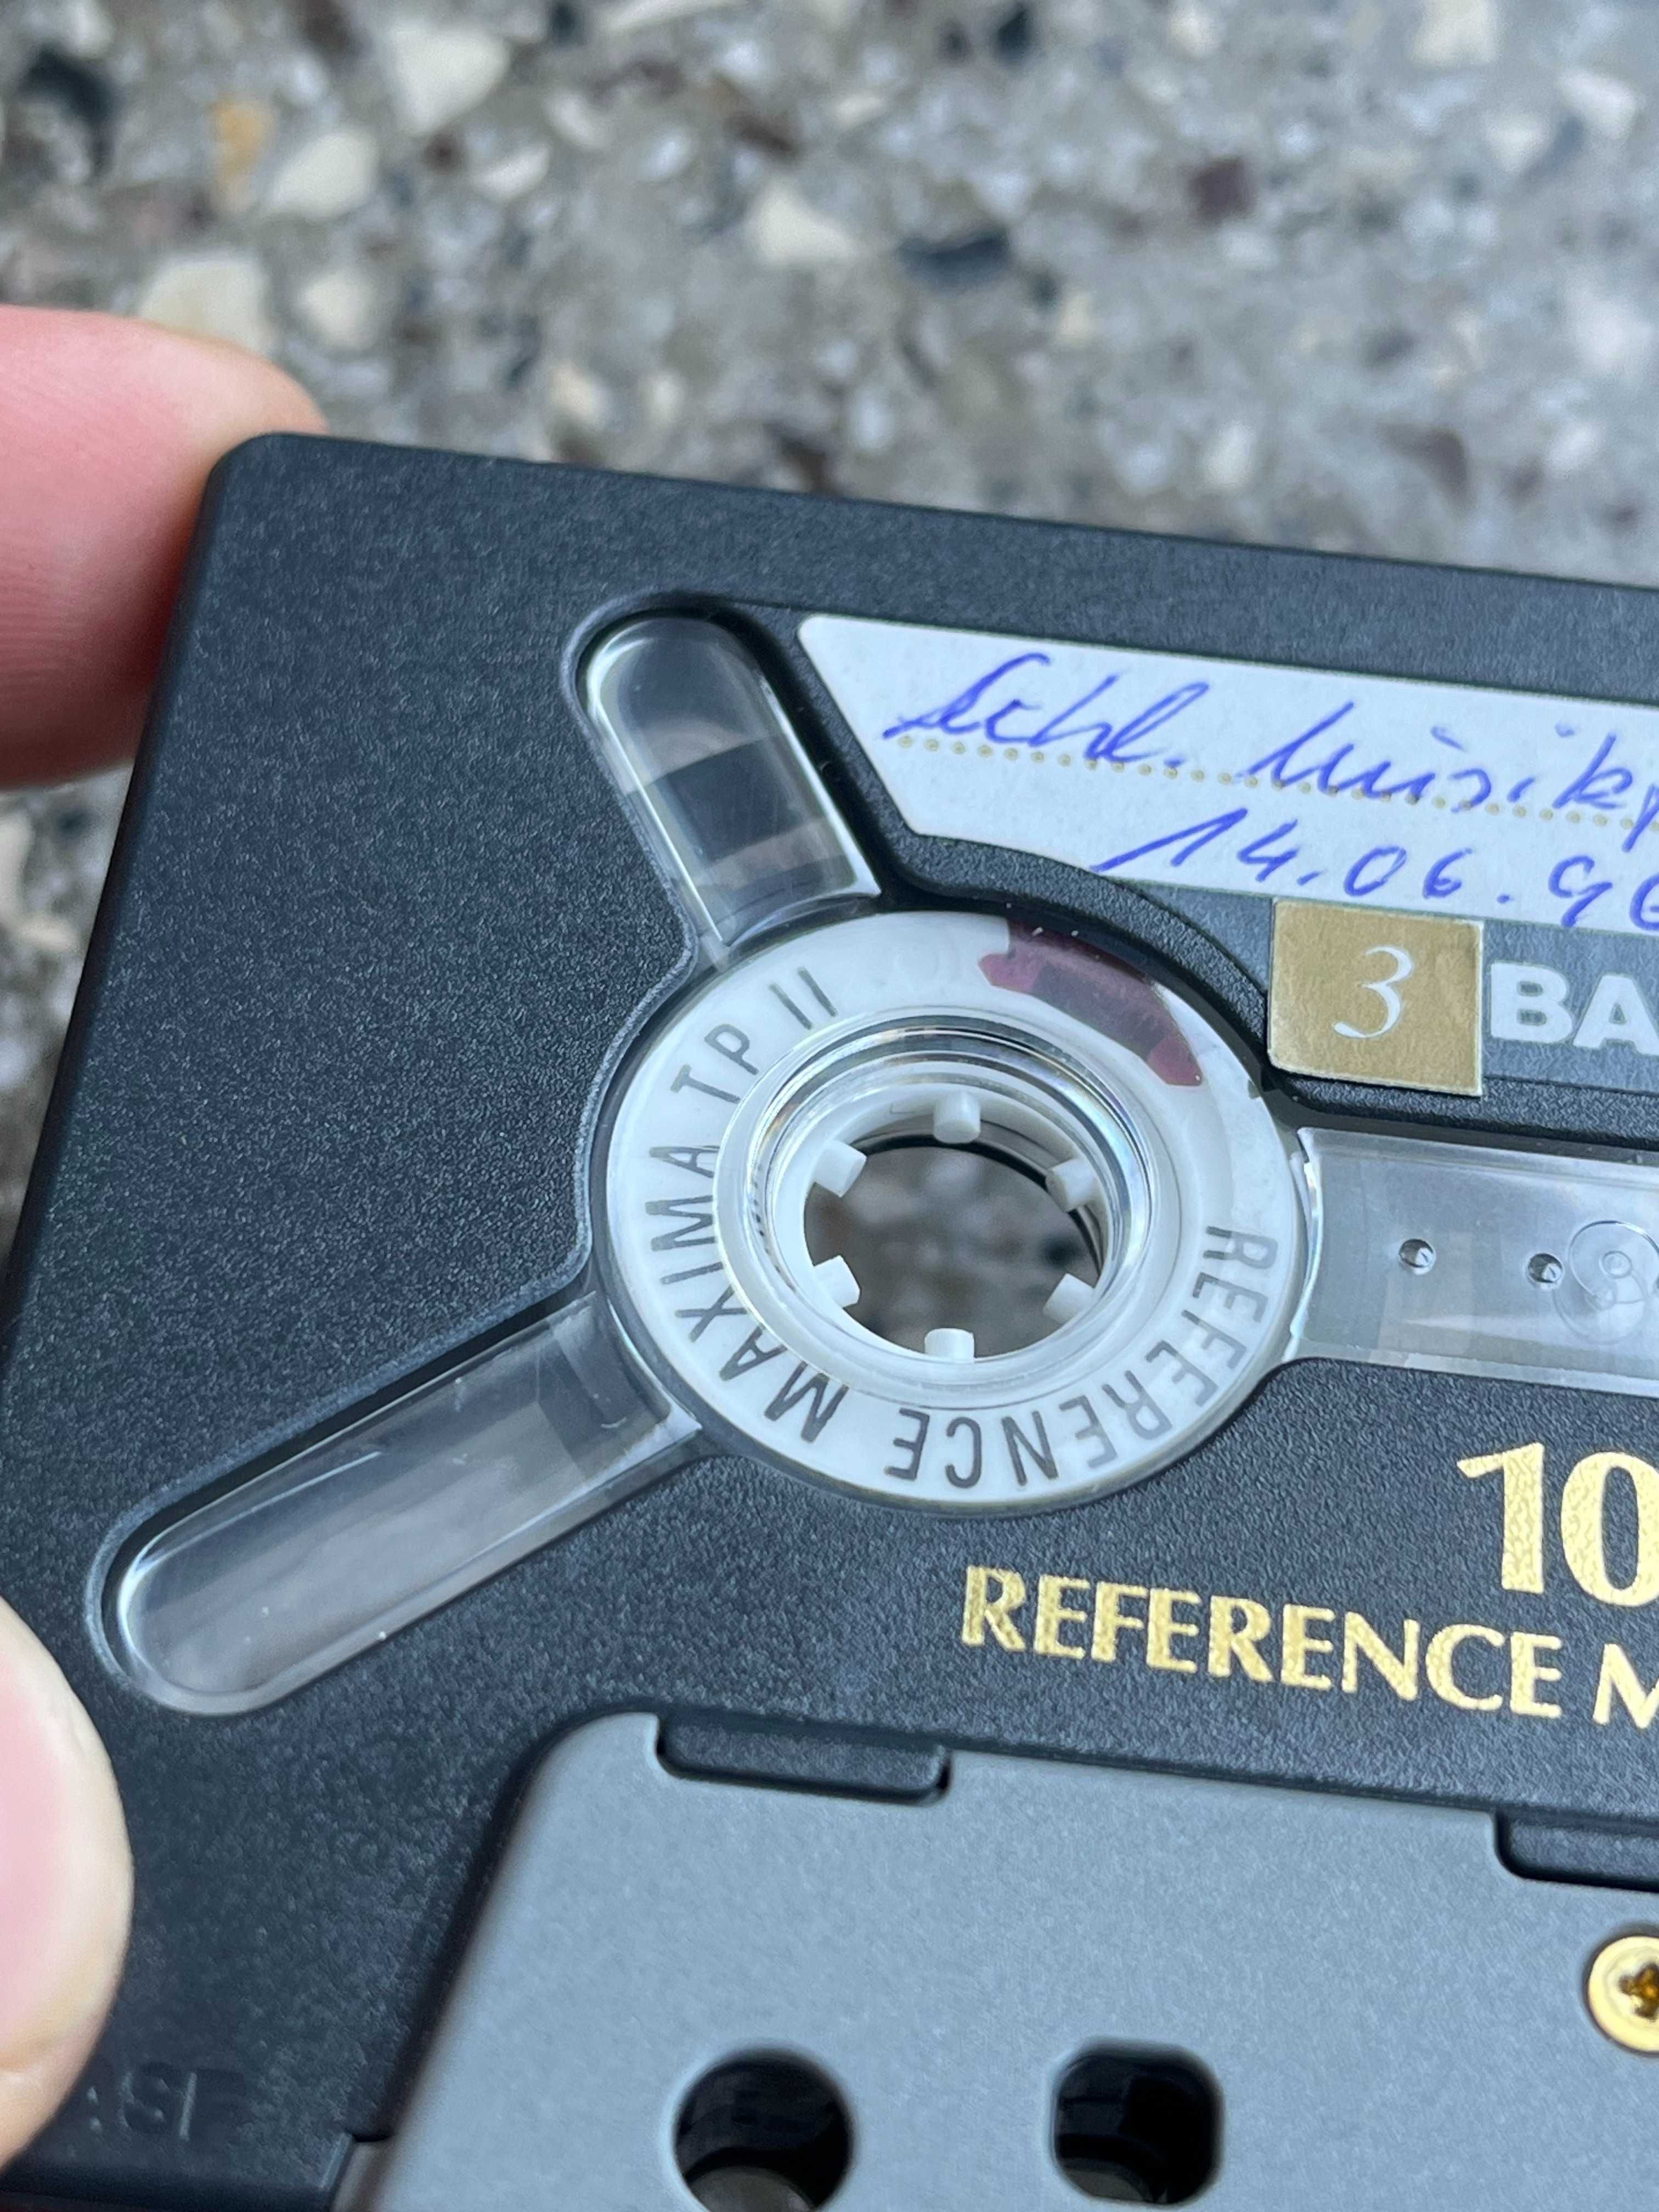 Schl. Musikp
14.06.96
3 BA
REFERENCE MAXIMA TP II
10
REFERENCE M